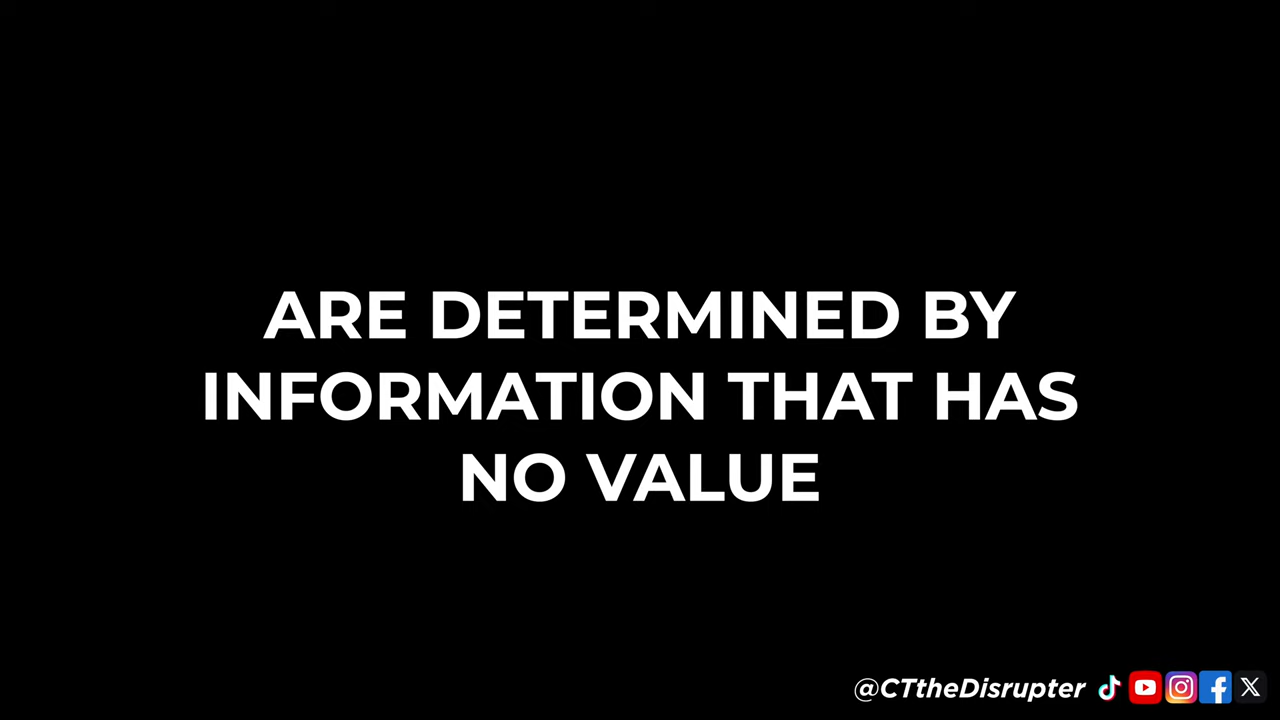 ARE DETERMINED BY
INFORMATION THAT HAS
NO VALUE
@CTtheDisrupter